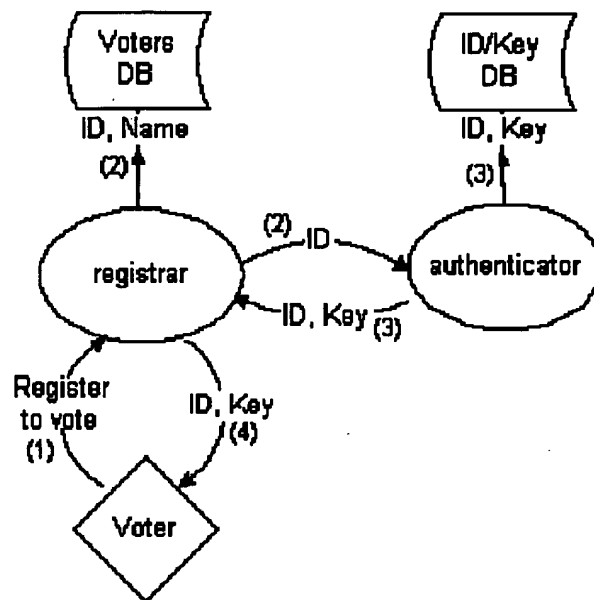 Voters
DB
ID/Key
DB
ID, Name
(2)
ID, Key
(3)
registrar
(2)
ID
authenticator
ID, Key
(3)
Register
to vote
(1)
ID, Key
(4)
Voter